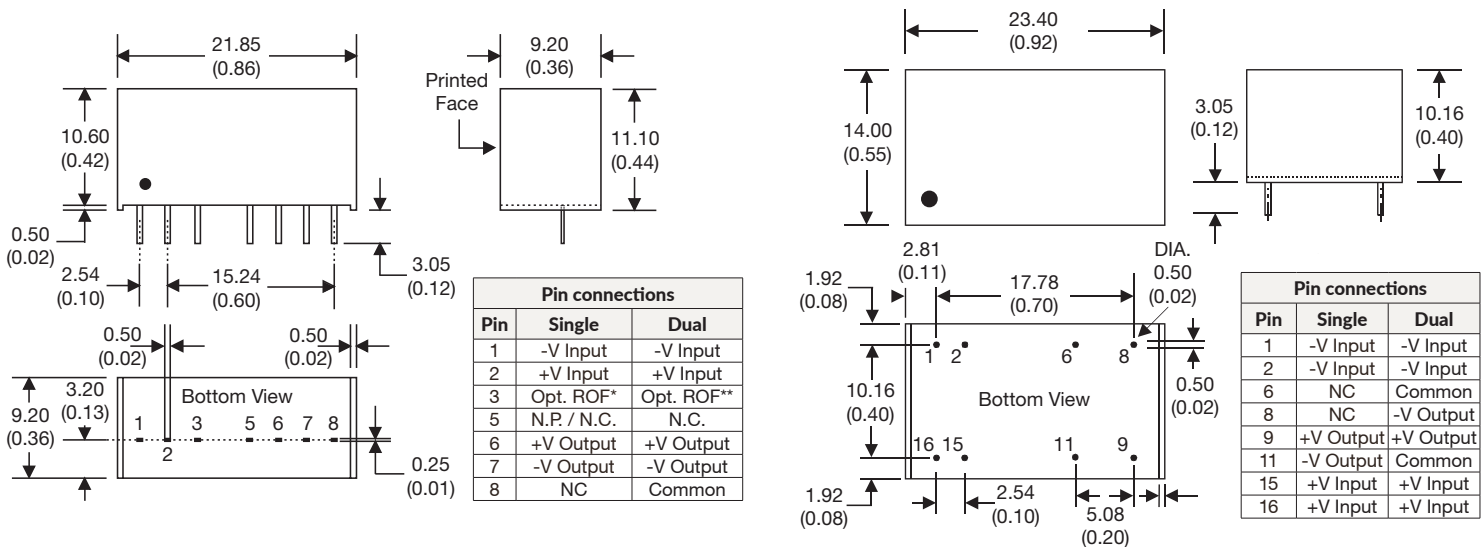 21.85
(0.86)
9.20
(0.36)
Printed
Face
10.60
(0.42)
11.10
(0.44)
0.50
(0.02)
3.05
(0.12)
2.54
(0.10)
15.24
(0.60)
0.50
(0.02)
0.50
(0.02)
3.20
(0.13)
9.20
(0.36)
Bottom View
1 3 5 6 7 8
2
0.25
(0.01)
Pin connections
Pin Single Dual
1 -V Input -V Input
2 +V Input +V Input
3 Opt. ROF* Opt. ROF**
5 N.P. / N.C. N.C.
6 +V Output +V Output
7 -V Output -V Output
8 NC Common
23.40
(0.92)
14.00
(0.55)
3.05
(0.12)
10.16
(0.40)
2.81
(0.11)
1.92
(0.08)
17.78
(0.70)
DIA.
0.50
(0.02)
1 2 6 8
0.50
(0.02)
10.16
(0.40)
Bottom View
16 15 11 9
1.92
(0.08)
2.54
(0.10)
5.08
(0.20)
Pin connections
Pin Single Dual
1 -V Input -V Input
2 -V Input -V Input
6 NC Common
8 NC -V Output
9 +V Output +V Output
11 -V Output Common
15 +V Input +V Input
16 +V Input +V Input